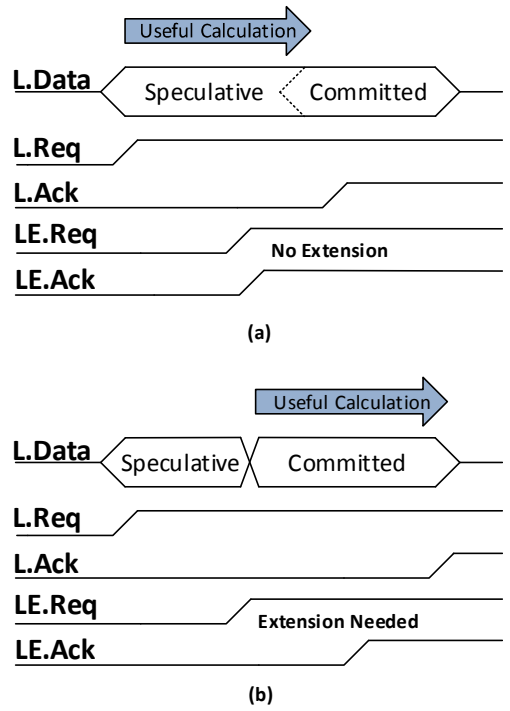 Useful Calculation
L.Data Speculative Committed
L.Req
L.Ack
LE.Req
No Extension
LE.Ack
(a)
Useful Calculation
L.Data Speculative Committed
L.Req
L.Ack
LE.Req
Extension Needed
LE.Ack
(b)